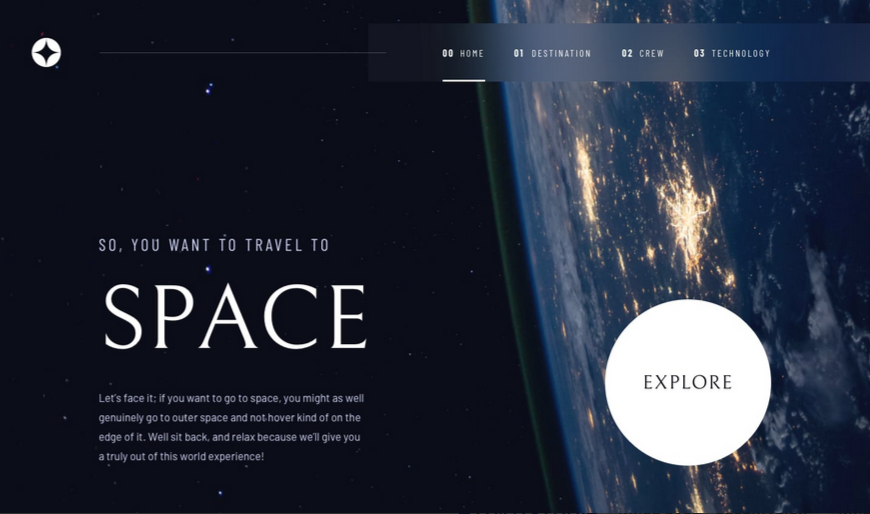 00 HOME 01 DESTINATION 02 CREW 03 TECHNOLOGY
SO, YOU WANT TO TRAVEL TO
SPACE
Let's face it; if you want to go to space, you might as well
genuinely go to outer space and not hover kind of on the
edge of it. Well sit back, and relax because we'll give you
a truly out of this world experience!
EXPLORE